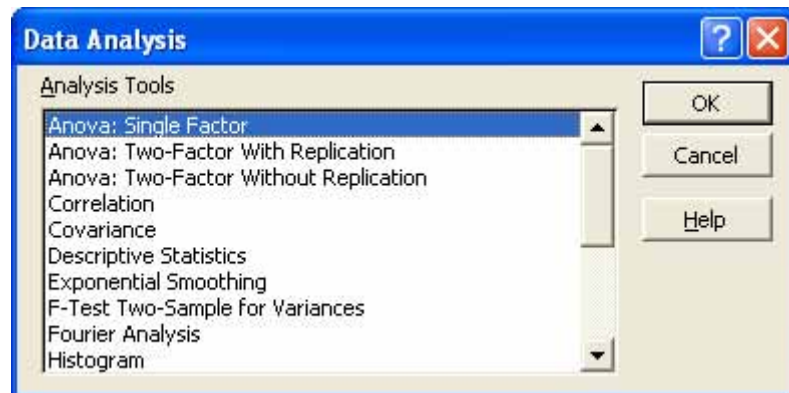 Data Analysis
Analysis Tools
Anova: Single Factor
Anova: Two-Factor With Replication
Anova: Two-Factor Without Replication
Correlation
Covariance
Descriptive Statistics
Exponential Smoothing
F-Test Two-Sample for Variances
Fourier Analysis
Histogram
OK
Cancel
Help